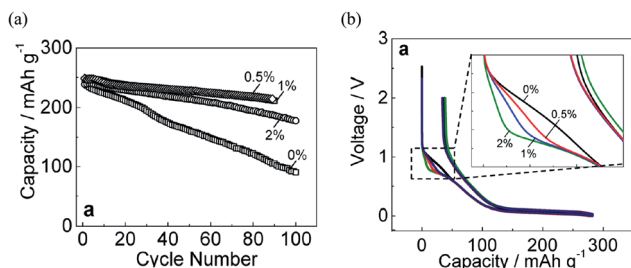 (a)
300
250
200
150
100
50
0
0 20 40 60 80 100
Capacity / mAh g⁻¹
Cycle Number
0.5%
1%
2%
0%
a
(b)
a
3
2
1
0
0 100 200 300
Voltage / V
Capacity / mAh g⁻¹
0%
0.5%
1%
2%